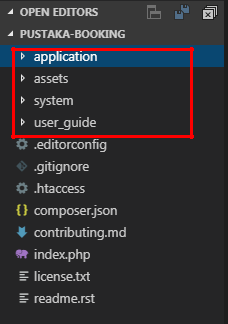 OPEN EDITORS
PUSTAKA-BOOKING
application
assets
system
user_guide
.editorconfig
.gitignore
.htaccess
composer.json
contributing.md
index.php
license.txt
readme.rst